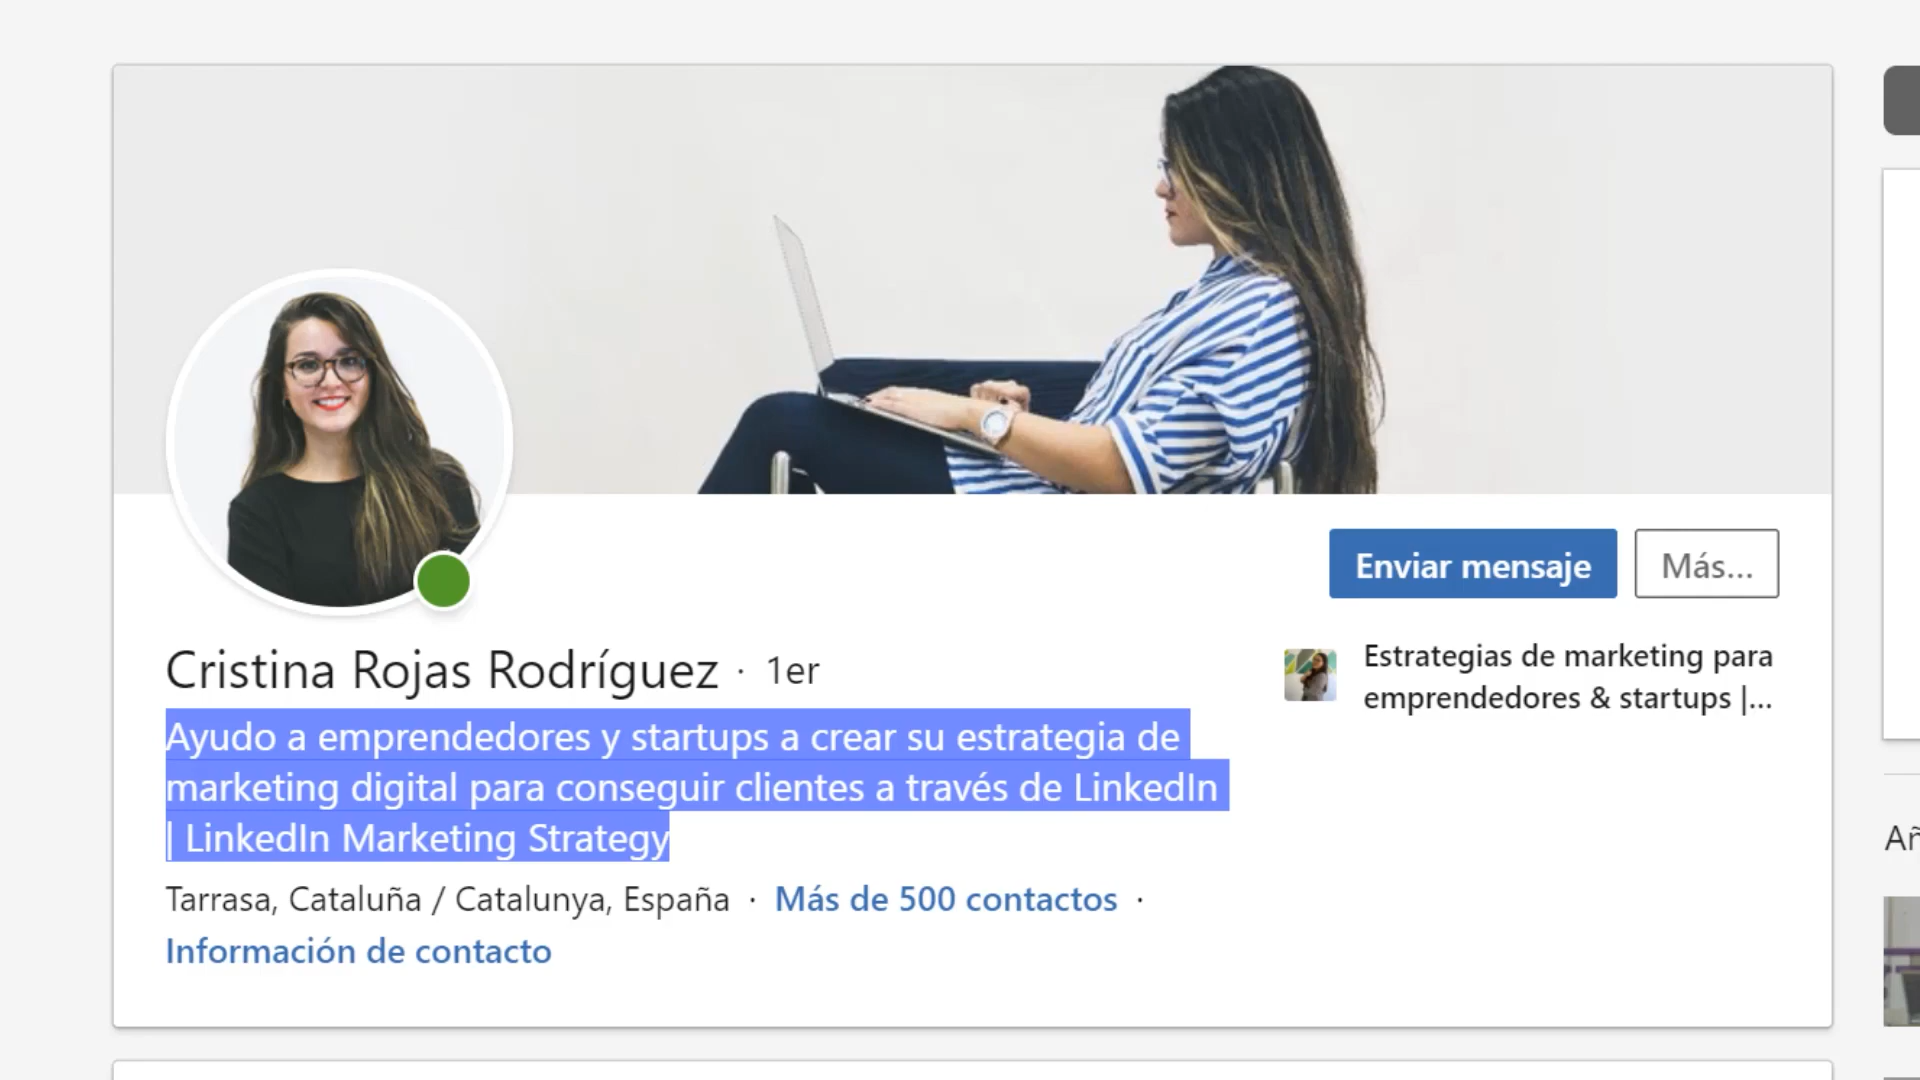 Enviar mensaje
Más...
Cristina Rojas Rodríguez · 1er
Ayudo a emprendedores y startups a crear su estrategia de
marketing digital para conseguir clientes a través de LinkedIn
| LinkedIn Marketing Strategy
Tarrasa, Cataluña / Catalunya, España · Más de 500 contactos ·
Información de contacto
Estrategias de marketing para
emprendedores & startups |...